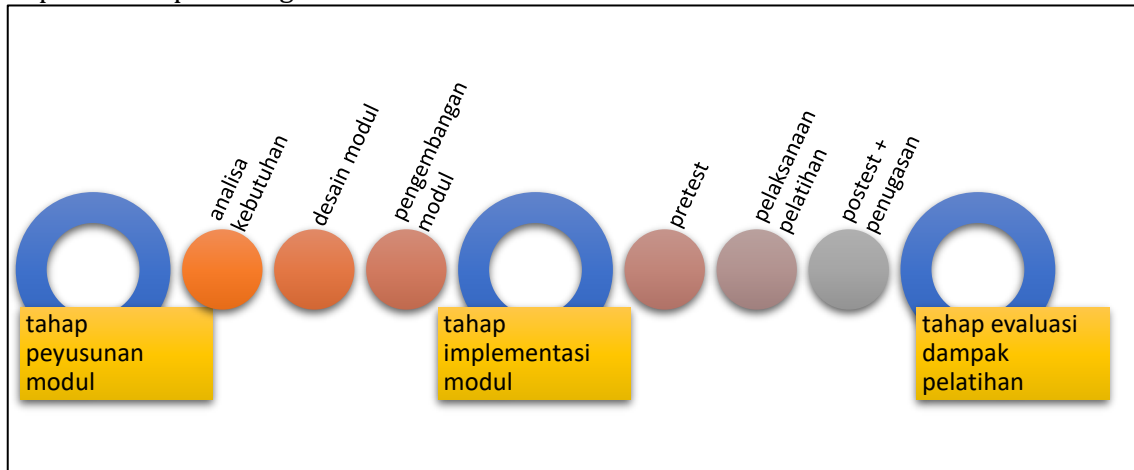 analisa
kebutuhan
desain modul
pengembangan
modul
pretest
pelaksanaan
pelatihan
postest +
penugasan
tahap
peyusunan
modul
tahap
implementasi
modul
tahap evaluasi
dampak
pelatihan